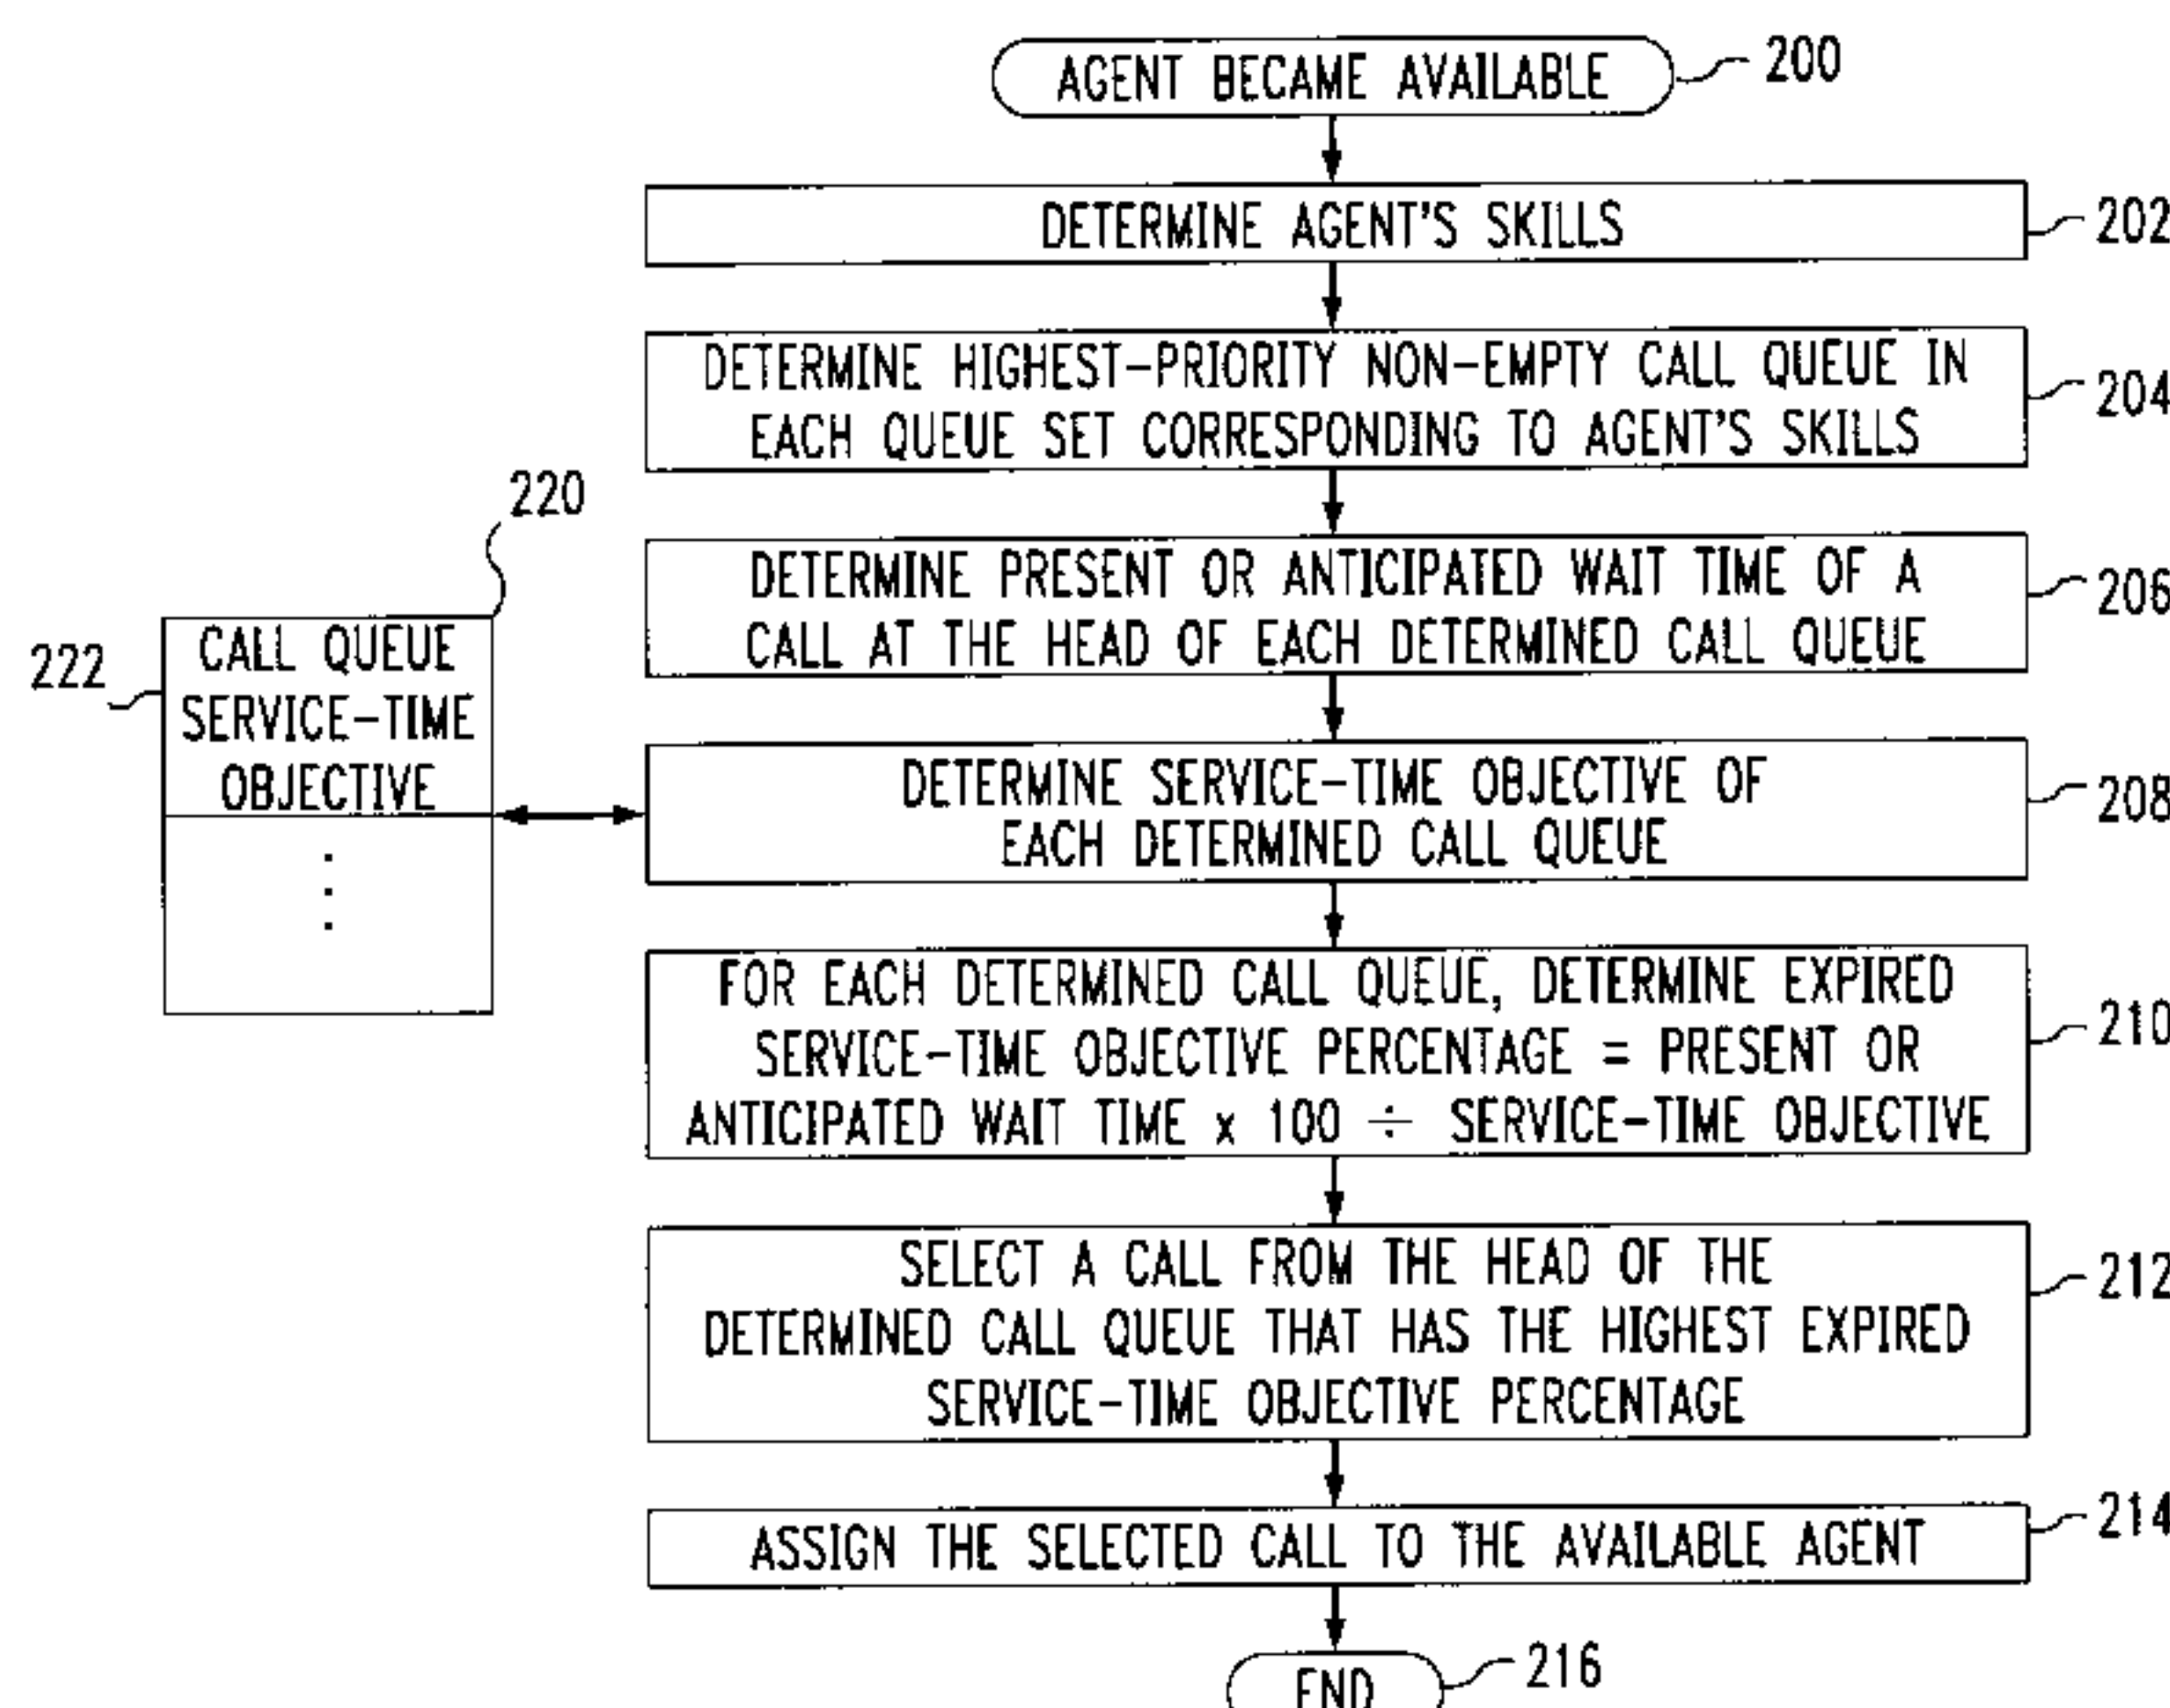 AGENT BECAME AVAILABLE
200
DETERMINE AGENT'S SKILLS
202
DETERMINE HIGHEST-PRIORITY NON-EMPTY CALL QUEUE IN
EACH QUEUE SET CORRESPONDING TO AGENT'S SKILLS
204
220
222
CALL QUEUE
SERVICE-TIME
OBJECTIVE
DETERMINE PRESENT OR ANTICIPATED WAIT TIME OF A
CALL AT THE HEAD OF EACH DETERMINED CALL QUEUE
206
DETERMINE SERVICE-TIME OBJECTIVE OF
EACH DETERMINED CALL QUEUE
208
FOR EACH DETERMINED CALL QUEUE, DETERMINE EXPIRED
SERVICE-TIME OBJECTIVE PERCENTAGE = PRESENT OR
ANTICIPATED WAIT TIME x 100 ÷ SERVICE-TIME OBJECTIVE
210
SELECT A CALL FROM THE HEAD OF THE
DETERMINED CALL QUEUE THAT HAS THE HIGHEST EXPIRED
SERVICE-TIME OBJECTIVE PERCENTAGE
212
ASSIGN THE SELECTED CALL TO THE AVAILABLE AGENT
214
END
216